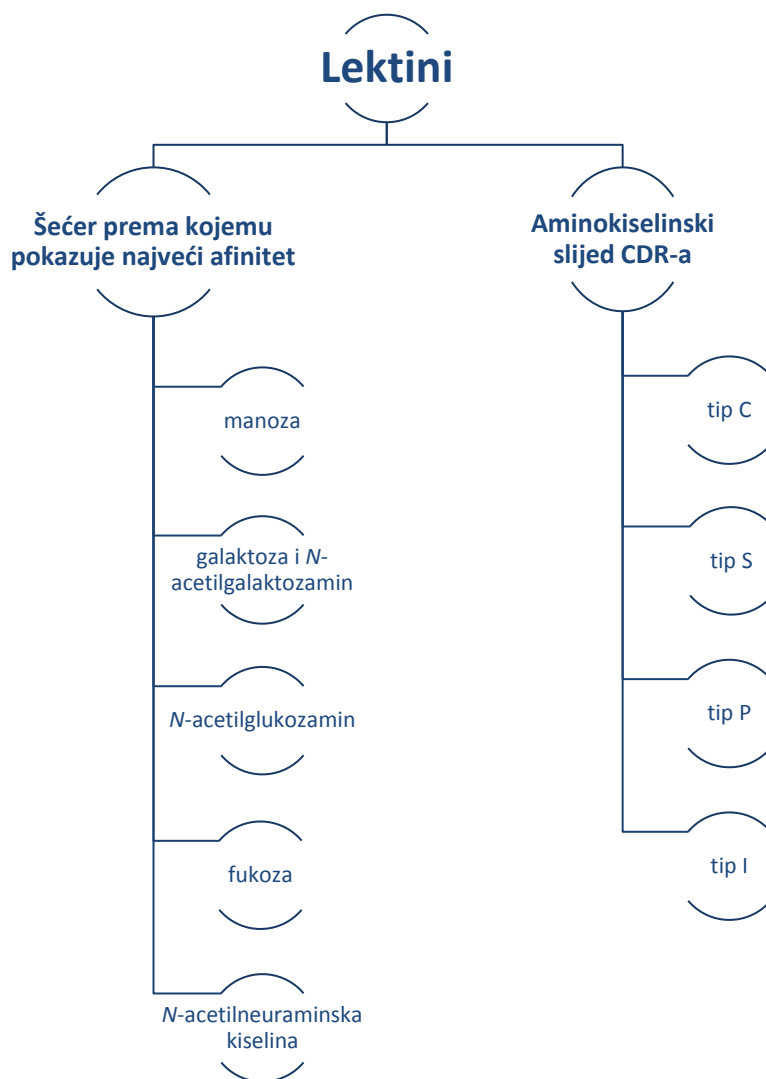 Lektini
Šećer prema kojemu
pokazuje najveći afinitet
manoza
galaktoza i N-
acetilgalaktozamin
N-acetilglukozamin
fukoza
N-acetilneuraminska
kiselina
Aminokiselinski
slijed CDR-a
tip C
tip S
tip P
tip I